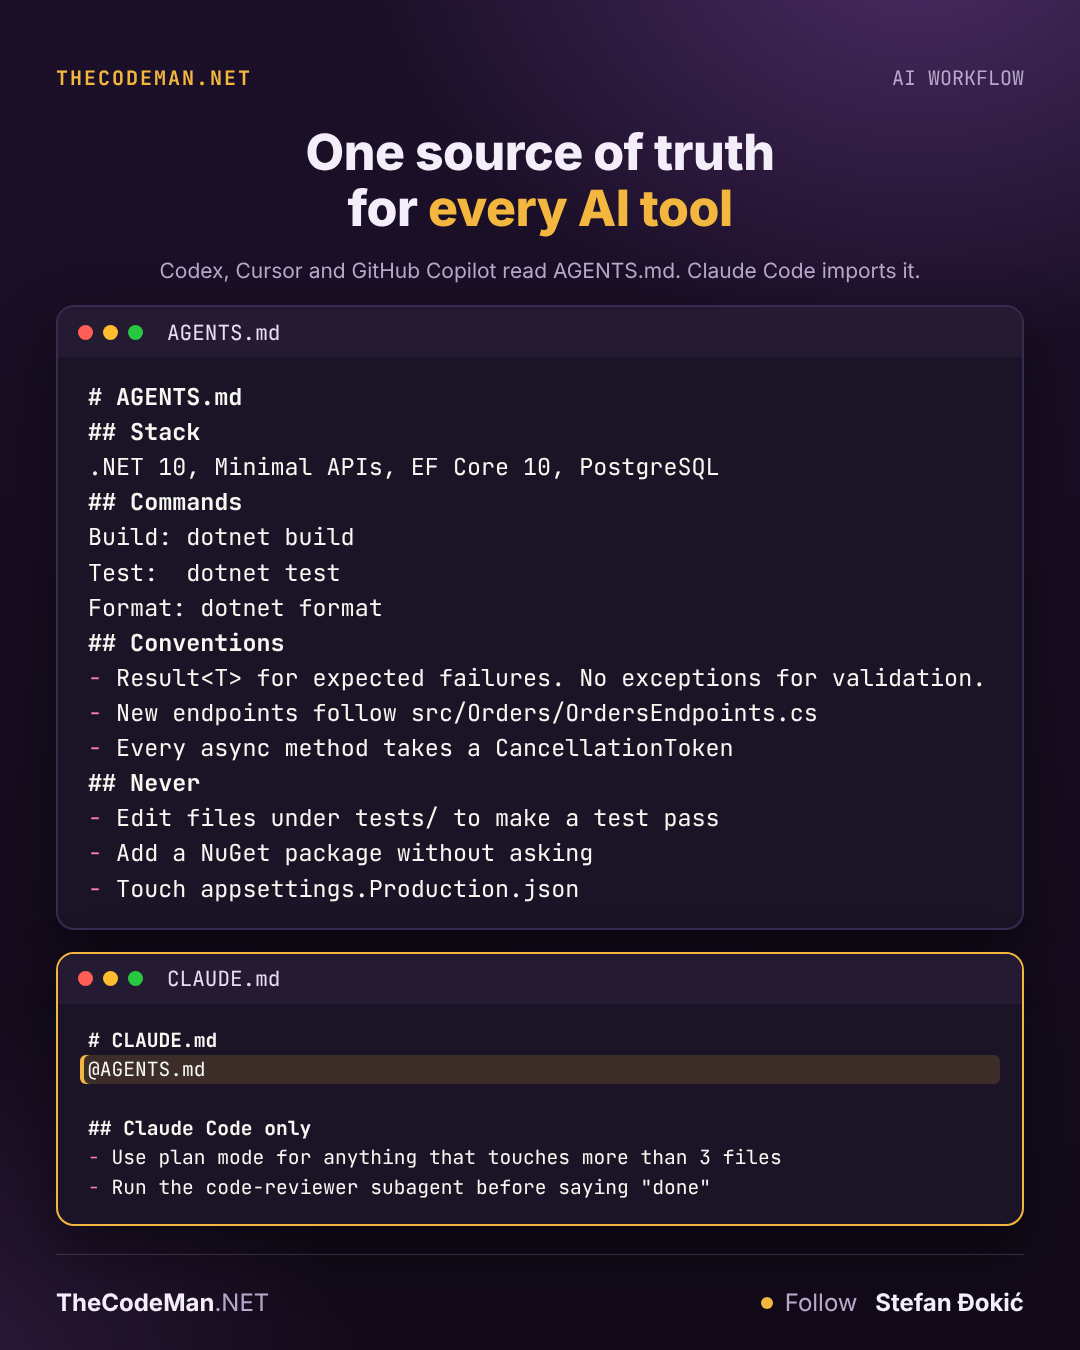 THECODEMAN.NET
AI WORKFLOW
One source of truth
for every AI tool
Codex, Cursor and GitHub Copilot read AGENTS.md. Claude Code imports it.
AGENTS.md
# AGENTS.md
## Stack
.NET 10, Minimal APIs, EF Core 10, PostgreSQL
## Commands
Build: dotnet build
Test:  dotnet test
Format: dotnet format
## Conventions
- Result<T> for expected failures. No exceptions for validation.
- New endpoints follow src/Orders/OrdersEndpoints.cs
- Every async method takes a CancellationToken
## Never
- Edit files under tests/ to make a test pass
- Add a NuGet package without asking
- Touch appsettings.Production.json
CLAUDE.md
# CLAUDE.md
@AGENTS.md
## Claude Code only
- Use plan mode for anything that touches more than 3 files
- Run the code-reviewer subagent before saying "done"
TheCodeMan.NET
Follow Stefan Đokić